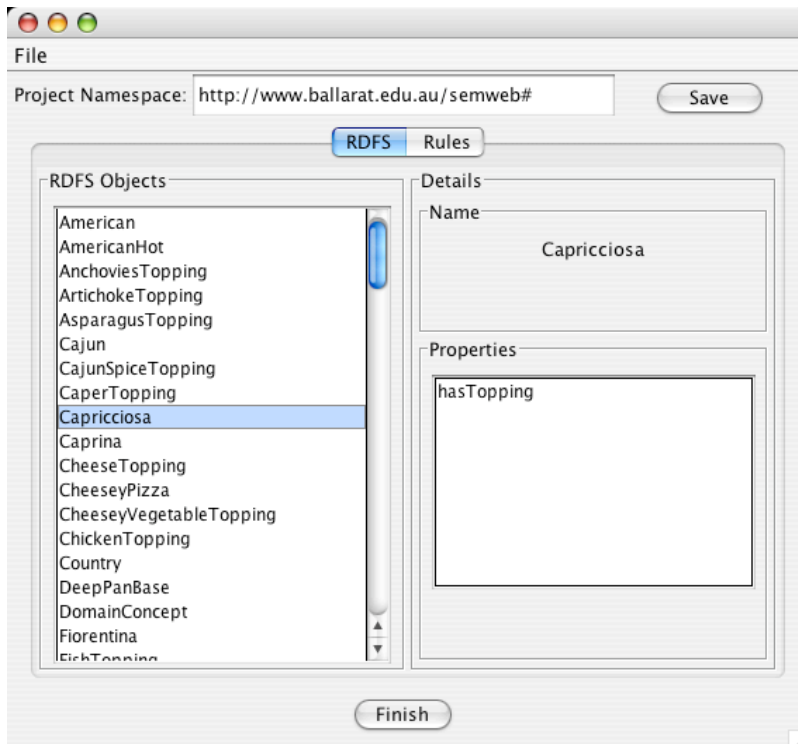 File
Project Namespace: http://www.ballarat.edu.au/semweb# Save
RDFS Rules
RDFS Objects
American
AmericanHot
AnchoviesTopping
ArtichokeTopping
AsparagusTopping
Cajun
CajunSpiceTopping
CaperTopping
Capricciosa
Caprina
CheeseTopping
CheeseyPizza
CheeseyVegetableTopping
ChickenTopping
Country
DeepPanBase
DomainConcept
Fiorentina
FishTopping
Details
Name
Capricciosa
Properties
hasTopping
Finish